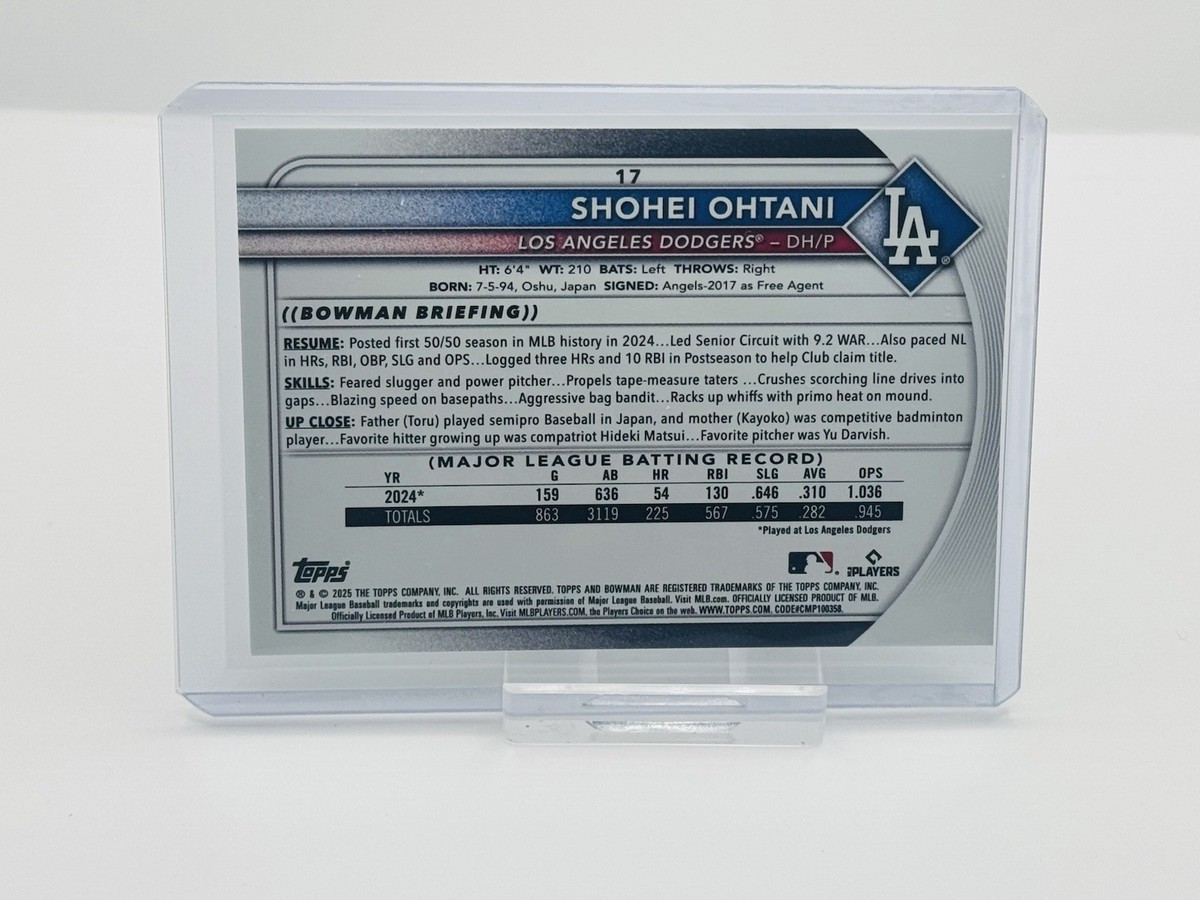 17
SHOHEI OHTANI
LOS ANGELES DODGERS® – DH/P
LA
®
HT: 6'4" WT: 210 BATS: Left THROWS: Right
BORN: 7-5-94, Oshu, Japan SIGNED: Angels-2017 as Free Agent
((BOWMAN BRIEFING))
RESUME: Posted first 50/50 season in MLB history in 2024...Led Senior Circuit with 9.2 WAR...Also paced NL
in HRs, RBI, OBP, SLG and OPS...Logged three HRs and 10 RBI in Postseason to help Club claim title.
SKILLS: Feared slugger and power pitcher...Propels tape-measure taters ...Crushes scorching line drives into
gaps...Blazing speed on basepaths...Aggressive bag bandit...Racks up whiffs with primo heat on mound.
UP CLOSE: Father (Toru) played semipro Baseball in Japan, and mother (Kayoko) was competitive badminton
player...Favorite hitter growing up was compatriot Hideki Matsui...Favorite pitcher was Yu Darvish.
(MAJOR LEAGUE BATTING RECORD)
YR G AB HR RBI SLG AVG OPS
2024* 159 636 54 130 .646 .310 1.036
TOTALS 863 3119 225 567 .575 .282 .945
*Played at Los Angeles Dodgers
Topps
PLAYERS
® & © 2025 THE TOPPS COMPANY, INC. ALL RIGHTS RESERVED. TOPPS AND BOWMAN ARE REGISTERED TRADEMARKS OF THE TOPPS COMPANY, INC.
Major League Baseball trademarks and copyrights are used with permission of Major League Baseball. Visit MLB.com. OFFICIALLY LICENSED PRODUCT OF MLB.
Officially Licensed Product of MLB Players, Inc. Visit MLBPLAYERS.COM, the Players Choice on the web. WWW.TOPPS.COM. CODE#CMP100358.